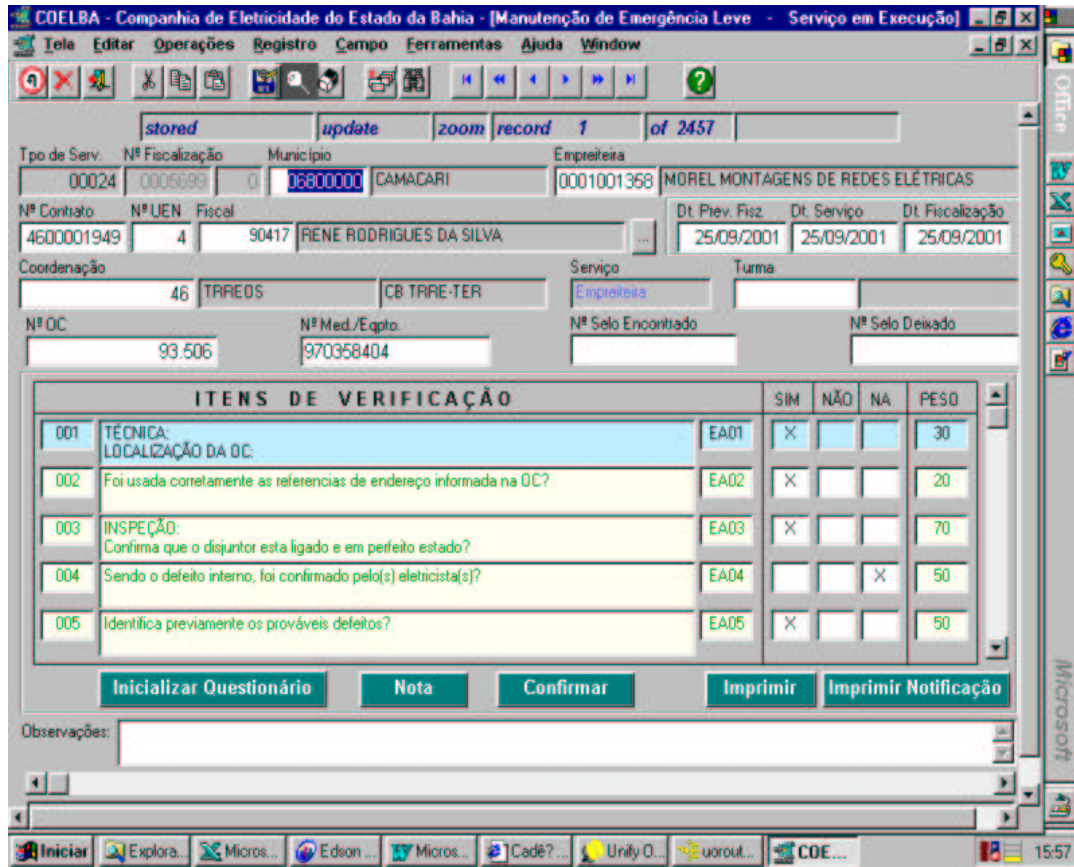 COELBA - Companhia de Eletricidade do Estado da Bahia - [Manutenção de Emergência Leve - Serviço em Execução]
Tela Editar Operações Registro Campo Ferramentas Ajuda Window
stored update zoom record 1 of 2457
Tpo de Serv. Nº Fiscalização Município Empreiteira
00024 0005699 0 06800000 CAMACARI 0001001358 MOREL MONTAGENS DE REDES ELÉTRICAS
Nº Contrato Nº UEN Fiscal Dt. Prev. Fisz. Dt. Serviço Dt. Fiscalização
4600001949 4 90417 RENE RODRIGUES DA SILVA ... 25/09/2001 25/09/2001 25/09/2001
Coordenação Serviço Turma
46 TRREOS CB TRRE-TER Empreiteira
Nº OC Nº Med./Eqpto. Nº Selo Encontrado Nº Selo Deixado
93.506 970358404
ITENS DE VERIFICAÇÃO SIM NÃO NA PESO
001 TÉCNICA: EA01 X 30
LOCALIZAÇÃO DA OC:
002 Foi usada corretamente as referencias de endereço informada na OC? EA02 X 20
003 INSPEÇÃO: EA03 X 70
Confirma que o disjuntor esta ligado e em perfeito estado?
004 Sendo o defeito interno, foi confirmado pelo(s) eletricista(s)? EA04 X 50
005 Identifica previamente os prováveis defeitos? EA05 X 50
Inicializar Questionário Nota Confirmar Imprimir Imprimir Notificação
Observações:
Office
Microsoft
Iniciar Explora... Micros... Edson ... Micros... Cadê? ... Unify O... uorout... COE... 15:57